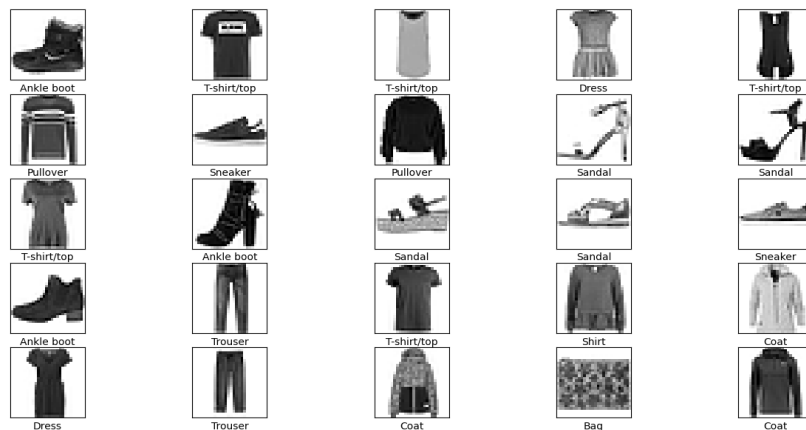 Ankle boot T-shirt/top T-shirt/top Dress T-shirt/top
Pullover Sneaker Pullover Sandal Sandal
T-shirt/top Ankle boot Sandal Sandal Sneaker
Ankle boot Trouser T-shirt/top Shirt Coat
Dress Trouser Coat Bag Coat